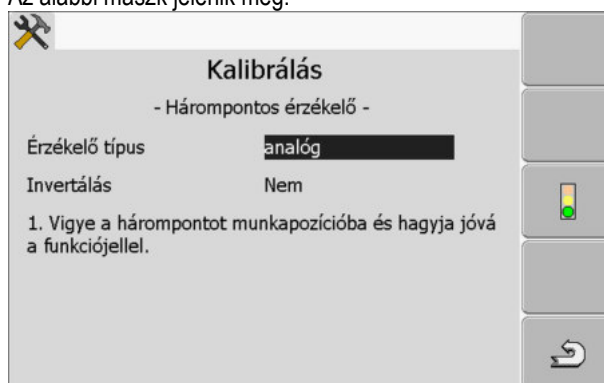 Az alábbi maszk jelenik meg:
Kalibrálás
- Hárompontos érzékelő -
Érzékelő típus analóg
Invertálás Nem
1. Vigye a hárompontot munkapozícióba és hagyja jóvá
a funkciójellel.